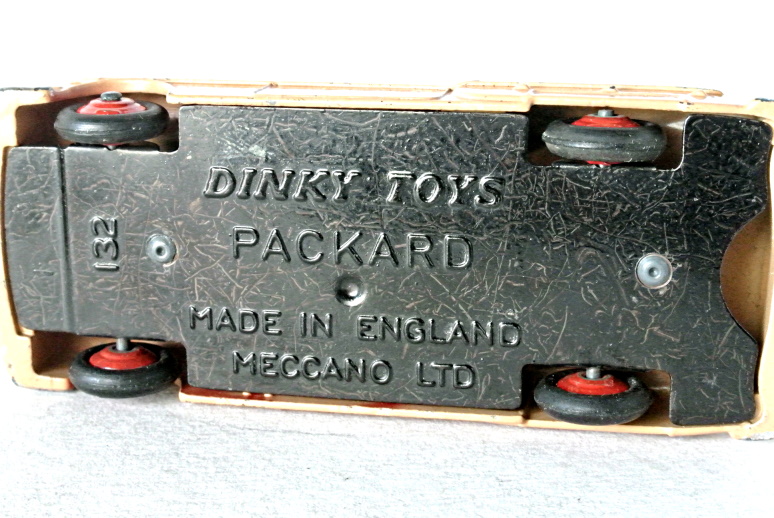 DINKY TOYS
132
PACKARD
MADE IN ENGLAND
MECCANO LTD